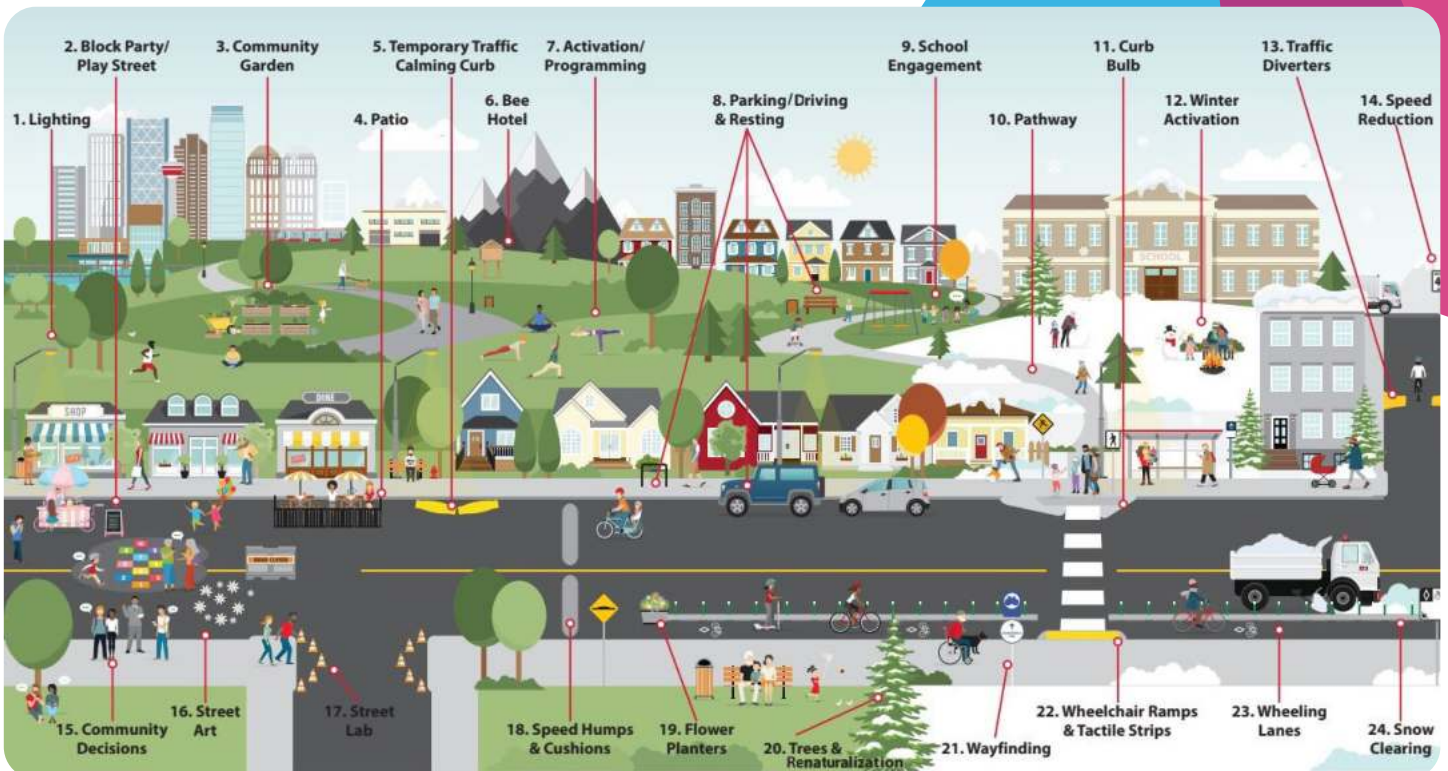 2. Block Party/
Play Street
3. Community
Garden
5. Temporary Traffic
Calming Curb
7. Activation/
Programming
9. School
Engagement
11. Curb
Bulb
13. Traffic
Diverters
1. Lighting
4. Patio
6. Bee
Hotel
8. Parking/Driving
& Resting
10. Pathway
12. Winter
Activation
14. Speed
Reduction
SCHOOL
SHOP
DINE
ROAD CLOSED
15. Community
Decisions
16. Street
Art
17. Street
Lab
18. Speed Humps
& Cushions
19. Flower
Planters
20. Trees &
Renaturalization
21. Wayfinding
22. Wheelchair Ramps
& Tactile Strips
23. Wheeling
Lanes
24. Snow
Clearing